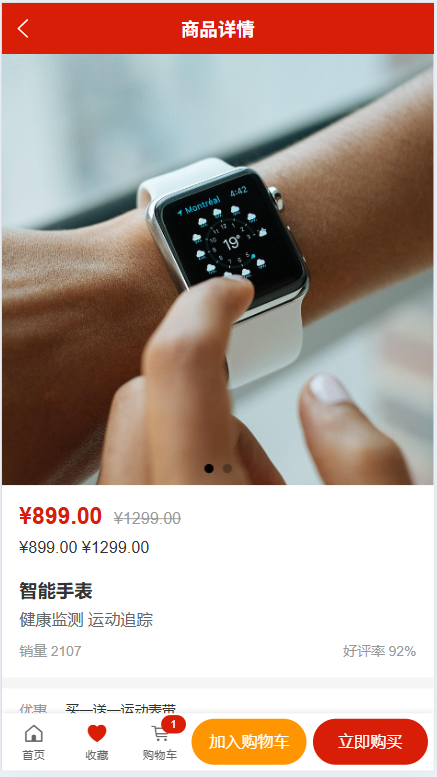 商品详情
Montréal 4:42
19°
¥899.00 ¥1299.00
¥899.00 ¥1299.00
智能手表
健康监测 运动追踪
销量 2107
好评率 92%
优惠 买一送一运动表带
1
首页
收藏
购物车
加入购物车
立即购买